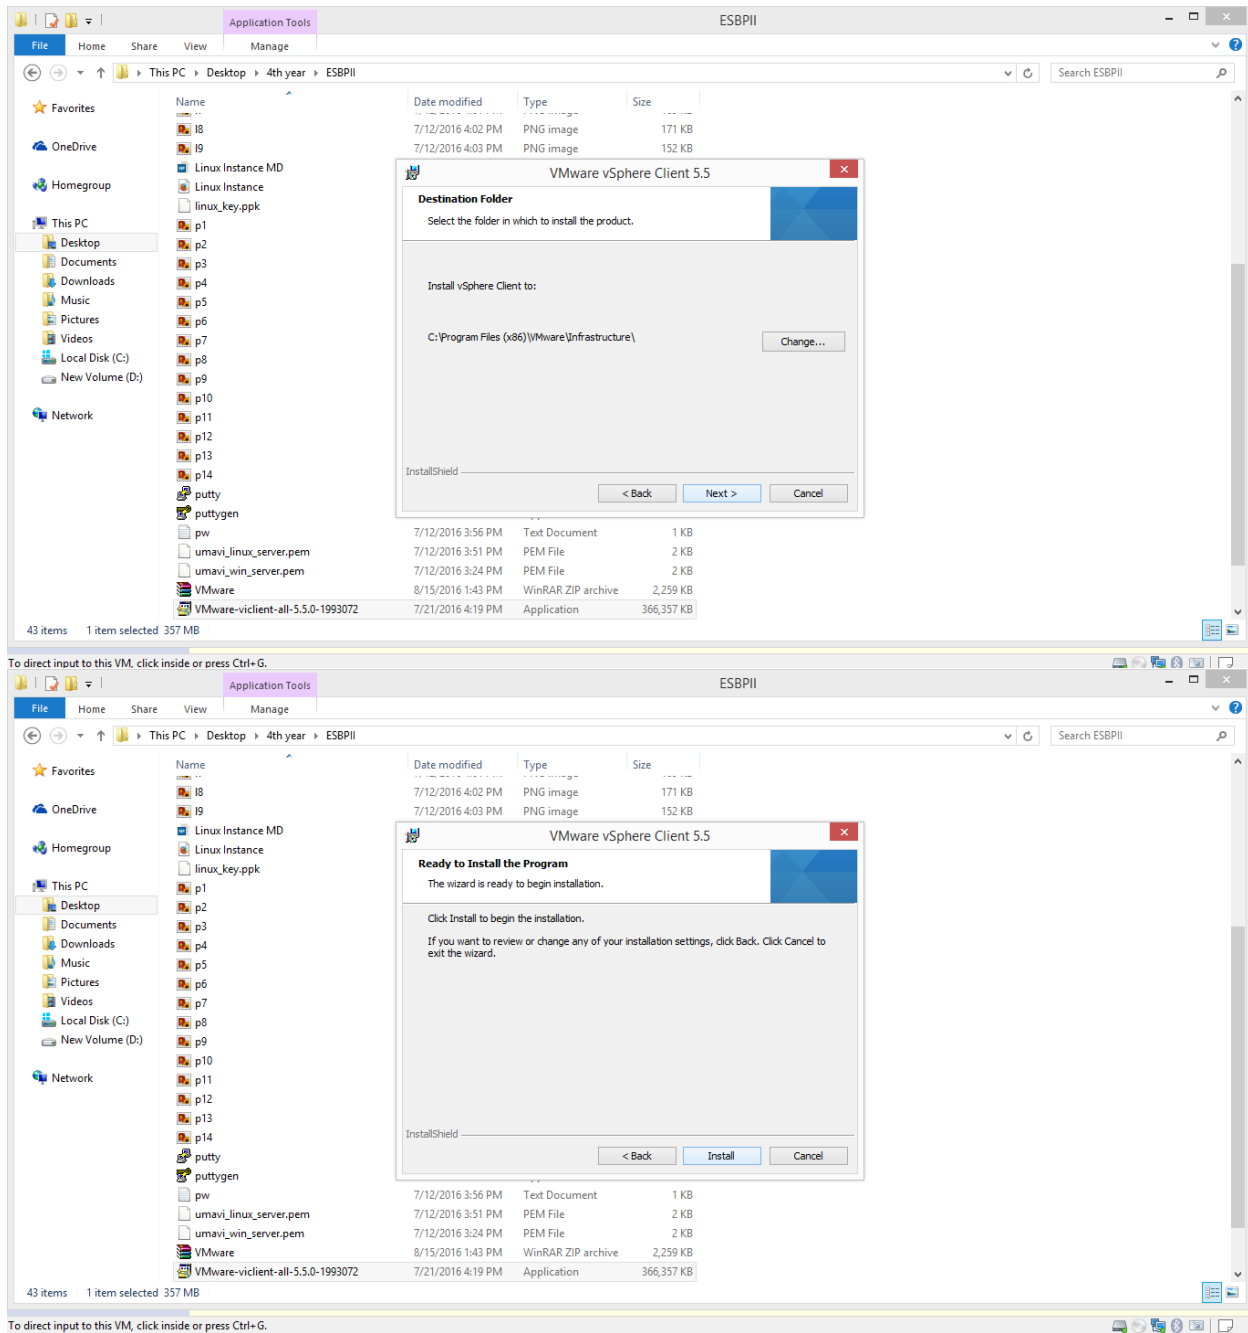 Application Tools
ESBPII
File Home Share View Manage
This PC Desktop 4th year ESBPII
Search ESBPII
Name Date modified Type Size
Favorites
l8 7/12/2016 4:02 PM PNG image 171 KB
OneDrive
l9 7/12/2016 4:03 PM PNG image 152 KB
Linux Instance MD
Homegroup
Linux Instance
linux_key.ppk
This PC
p1
Desktop
p2
Documents
p3
Downloads
p4
Music
p5
Pictures
p6
Videos
p7
Local Disk (C:)
p8
New Volume (D:)
p9
p10
Network
p11
p12
p13
p14
putty
puttygen
pw 7/12/2016 3:56 PM Text Document 1 KB
umavi_linux_server.pem 7/12/2016 3:51 PM PEM File 2 KB
umavi_win_server.pem 7/12/2016 3:24 PM PEM File 2 KB
VMware 8/15/2016 1:43 PM WinRAR ZIP archive 2,259 KB
VMware-viclient-all-5.5.0-1993072 7/21/2016 4:19 PM Application 366,357 KB
VMware vSphere Client 5.5
Destination Folder
Select the folder in which to install the product.
Install vSphere Client to:
C:\Program Files (x86)\VMware\Infrastructure\
Change...
InstallShield
< Back Next > Cancel
43 items 1 item selected 357 MB
To direct input to this VM, click inside or press Ctrl+G.
Application Tools
ESBPII
File Home Share View Manage
This PC Desktop 4th year ESBPII
Search ESBPII
Name Date modified Type Size
Favorites
l8 7/12/2016 4:02 PM PNG image 171 KB
OneDrive
l9 7/12/2016 4:03 PM PNG image 152 KB
Linux Instance MD
Homegroup
Linux Instance
linux_key.ppk
This PC
p1
Desktop
p2
Documents
p3
Downloads
p4
Music
p5
Pictures
p6
Videos
p7
Local Disk (C:)
p8
New Volume (D:)
p9
p10
Network
p11
p12
p13
p14
putty
puttygen
pw 7/12/2016 3:56 PM Text Document 1 KB
umavi_linux_server.pem 7/12/2016 3:51 PM PEM File 2 KB
umavi_win_server.pem 7/12/2016 3:24 PM PEM File 2 KB
VMware 8/15/2016 1:43 PM WinRAR ZIP archive 2,259 KB
VMware-viclient-all-5.5.0-1993072 7/21/2016 4:19 PM Application 366,357 KB
VMware vSphere Client 5.5
Ready to Install the Program
The wizard is ready to begin installation.
Click Install to begin the installation.
If you want to review or change any of your installation settings, click Back. Click Cancel to
exit the wizard.
InstallShield
< Back Install Cancel
43 items 1 item selected 357 MB
To direct input to this VM, click inside or press Ctrl+G.